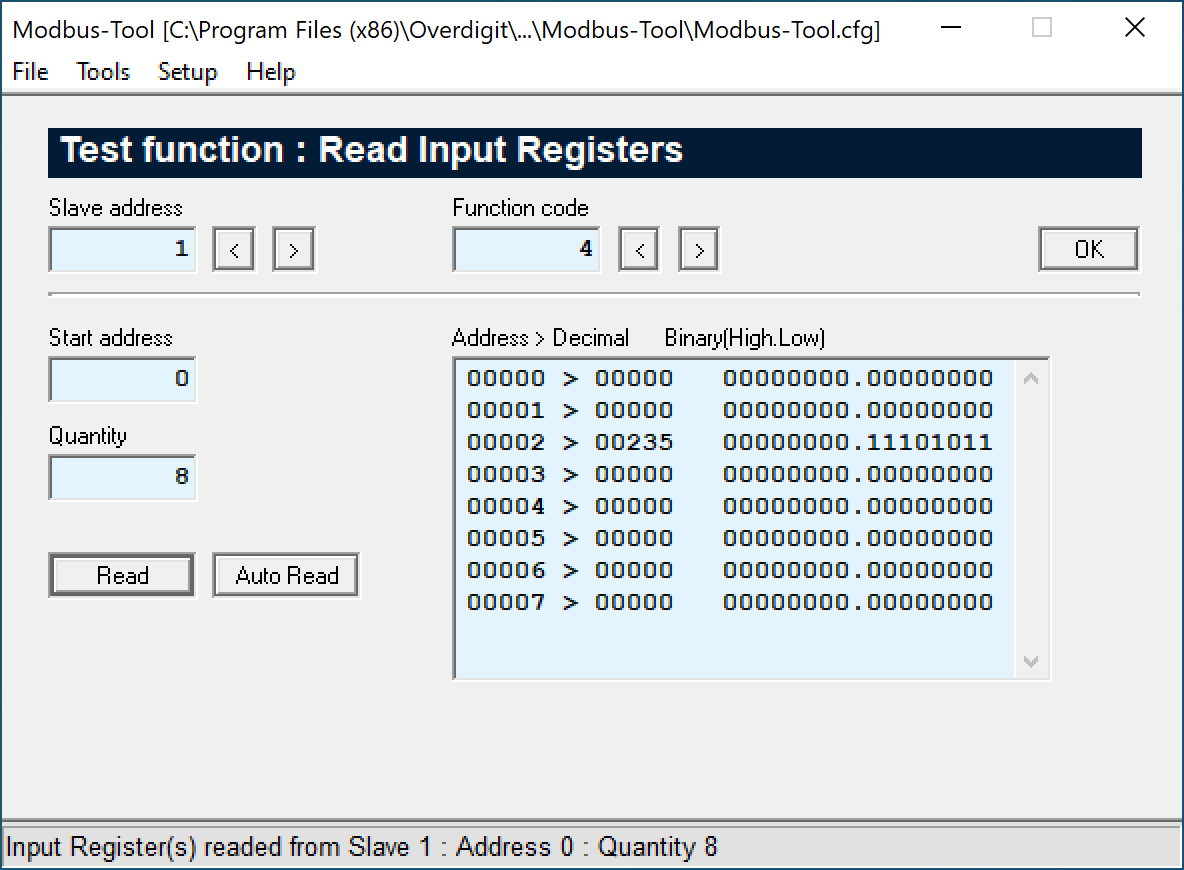 Modbus-Tool [C:\Program Files (x86)\Overdigit\...\Modbus-Tool\Modbus-Tool.cfg]
File Tools Setup Help
Test function : Read Input Registers
Slave address Function code
1 < > 4 < > OK
Start address
0
Quantity
8
Read Auto Read
Address > Decimal Binary(High.Low)
00000 > 00000 00000000.00000000
00001 > 00000 00000000.00000000
00002 > 00235 00000000.11101011
00003 > 00000 00000000.00000000
00004 > 00000 00000000.00000000
00005 > 00000 00000000.00000000
00006 > 00000 00000000.00000000
00007 > 00000 00000000.00000000
Input Register(s) readed from Slave 1 : Address 0 : Quantity 8